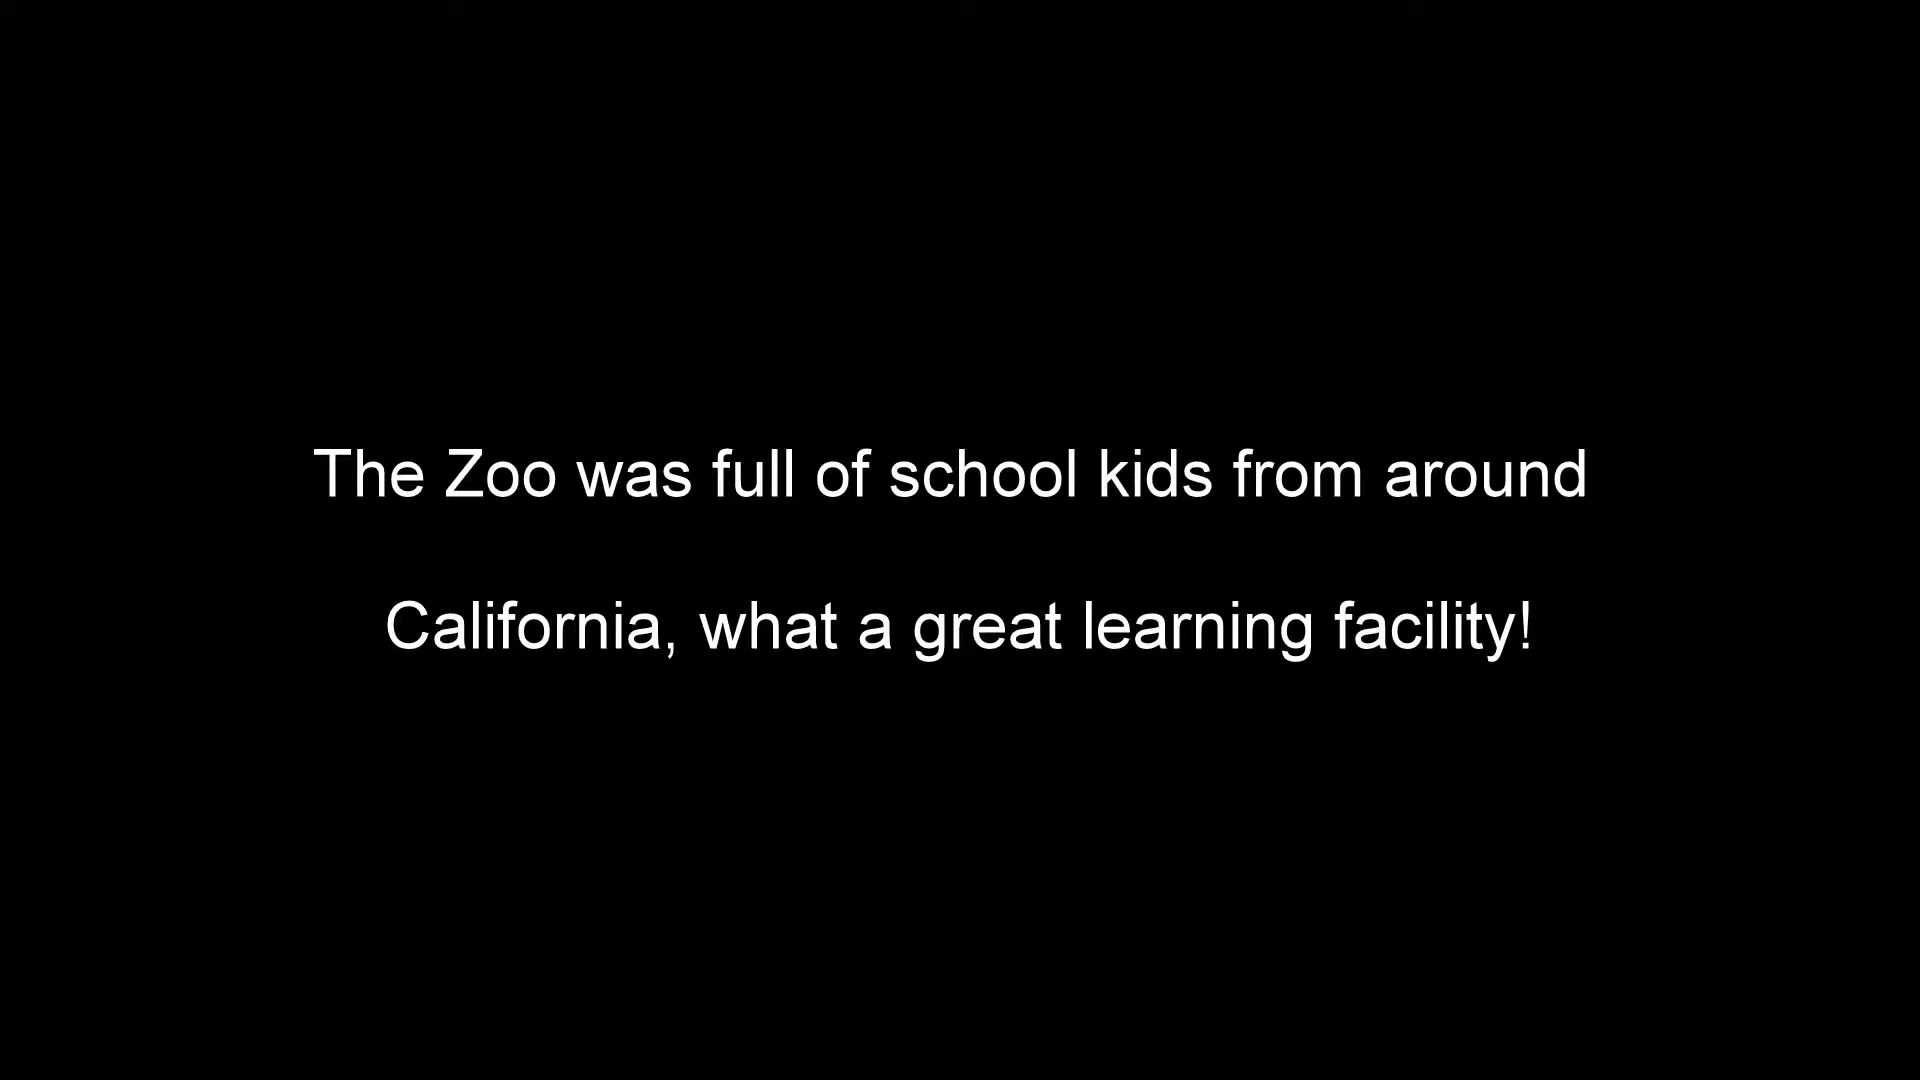 The Zoo was full of school kids from around
California, what a great learning facility!